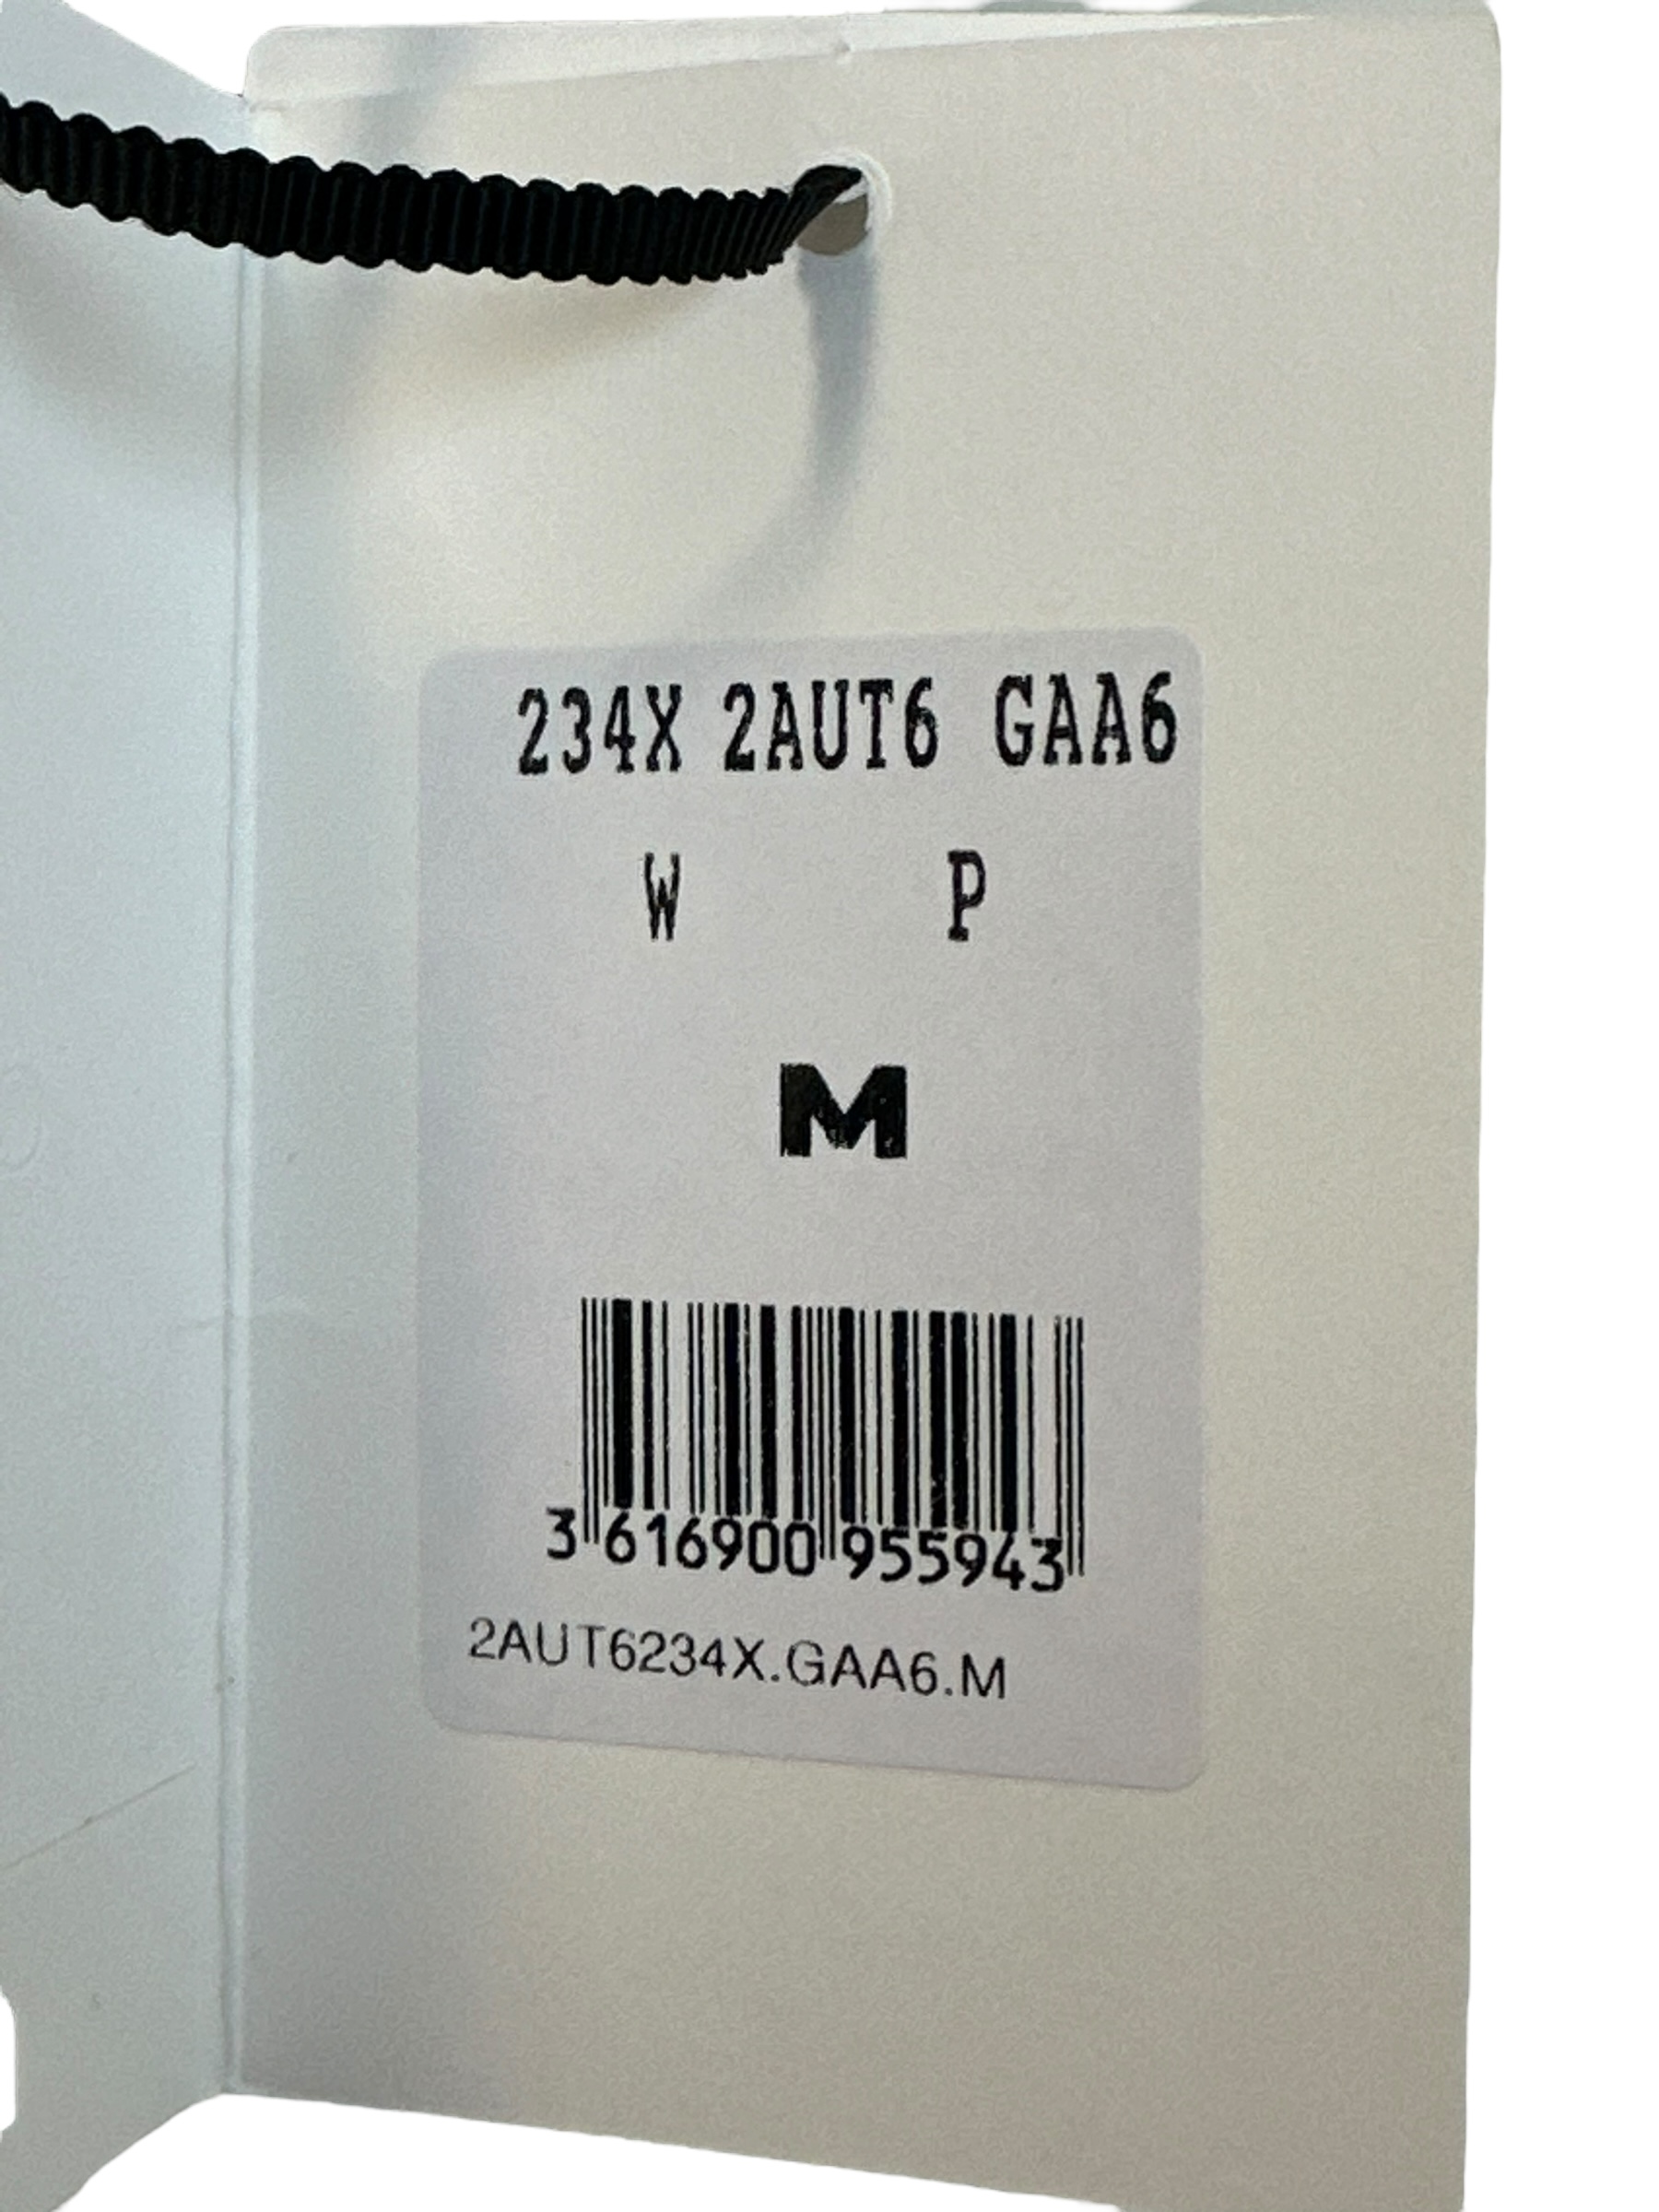 234X 2AUT6 GAA6
W P
M
3 616900 955943
2AUT6234X.GAA6.M